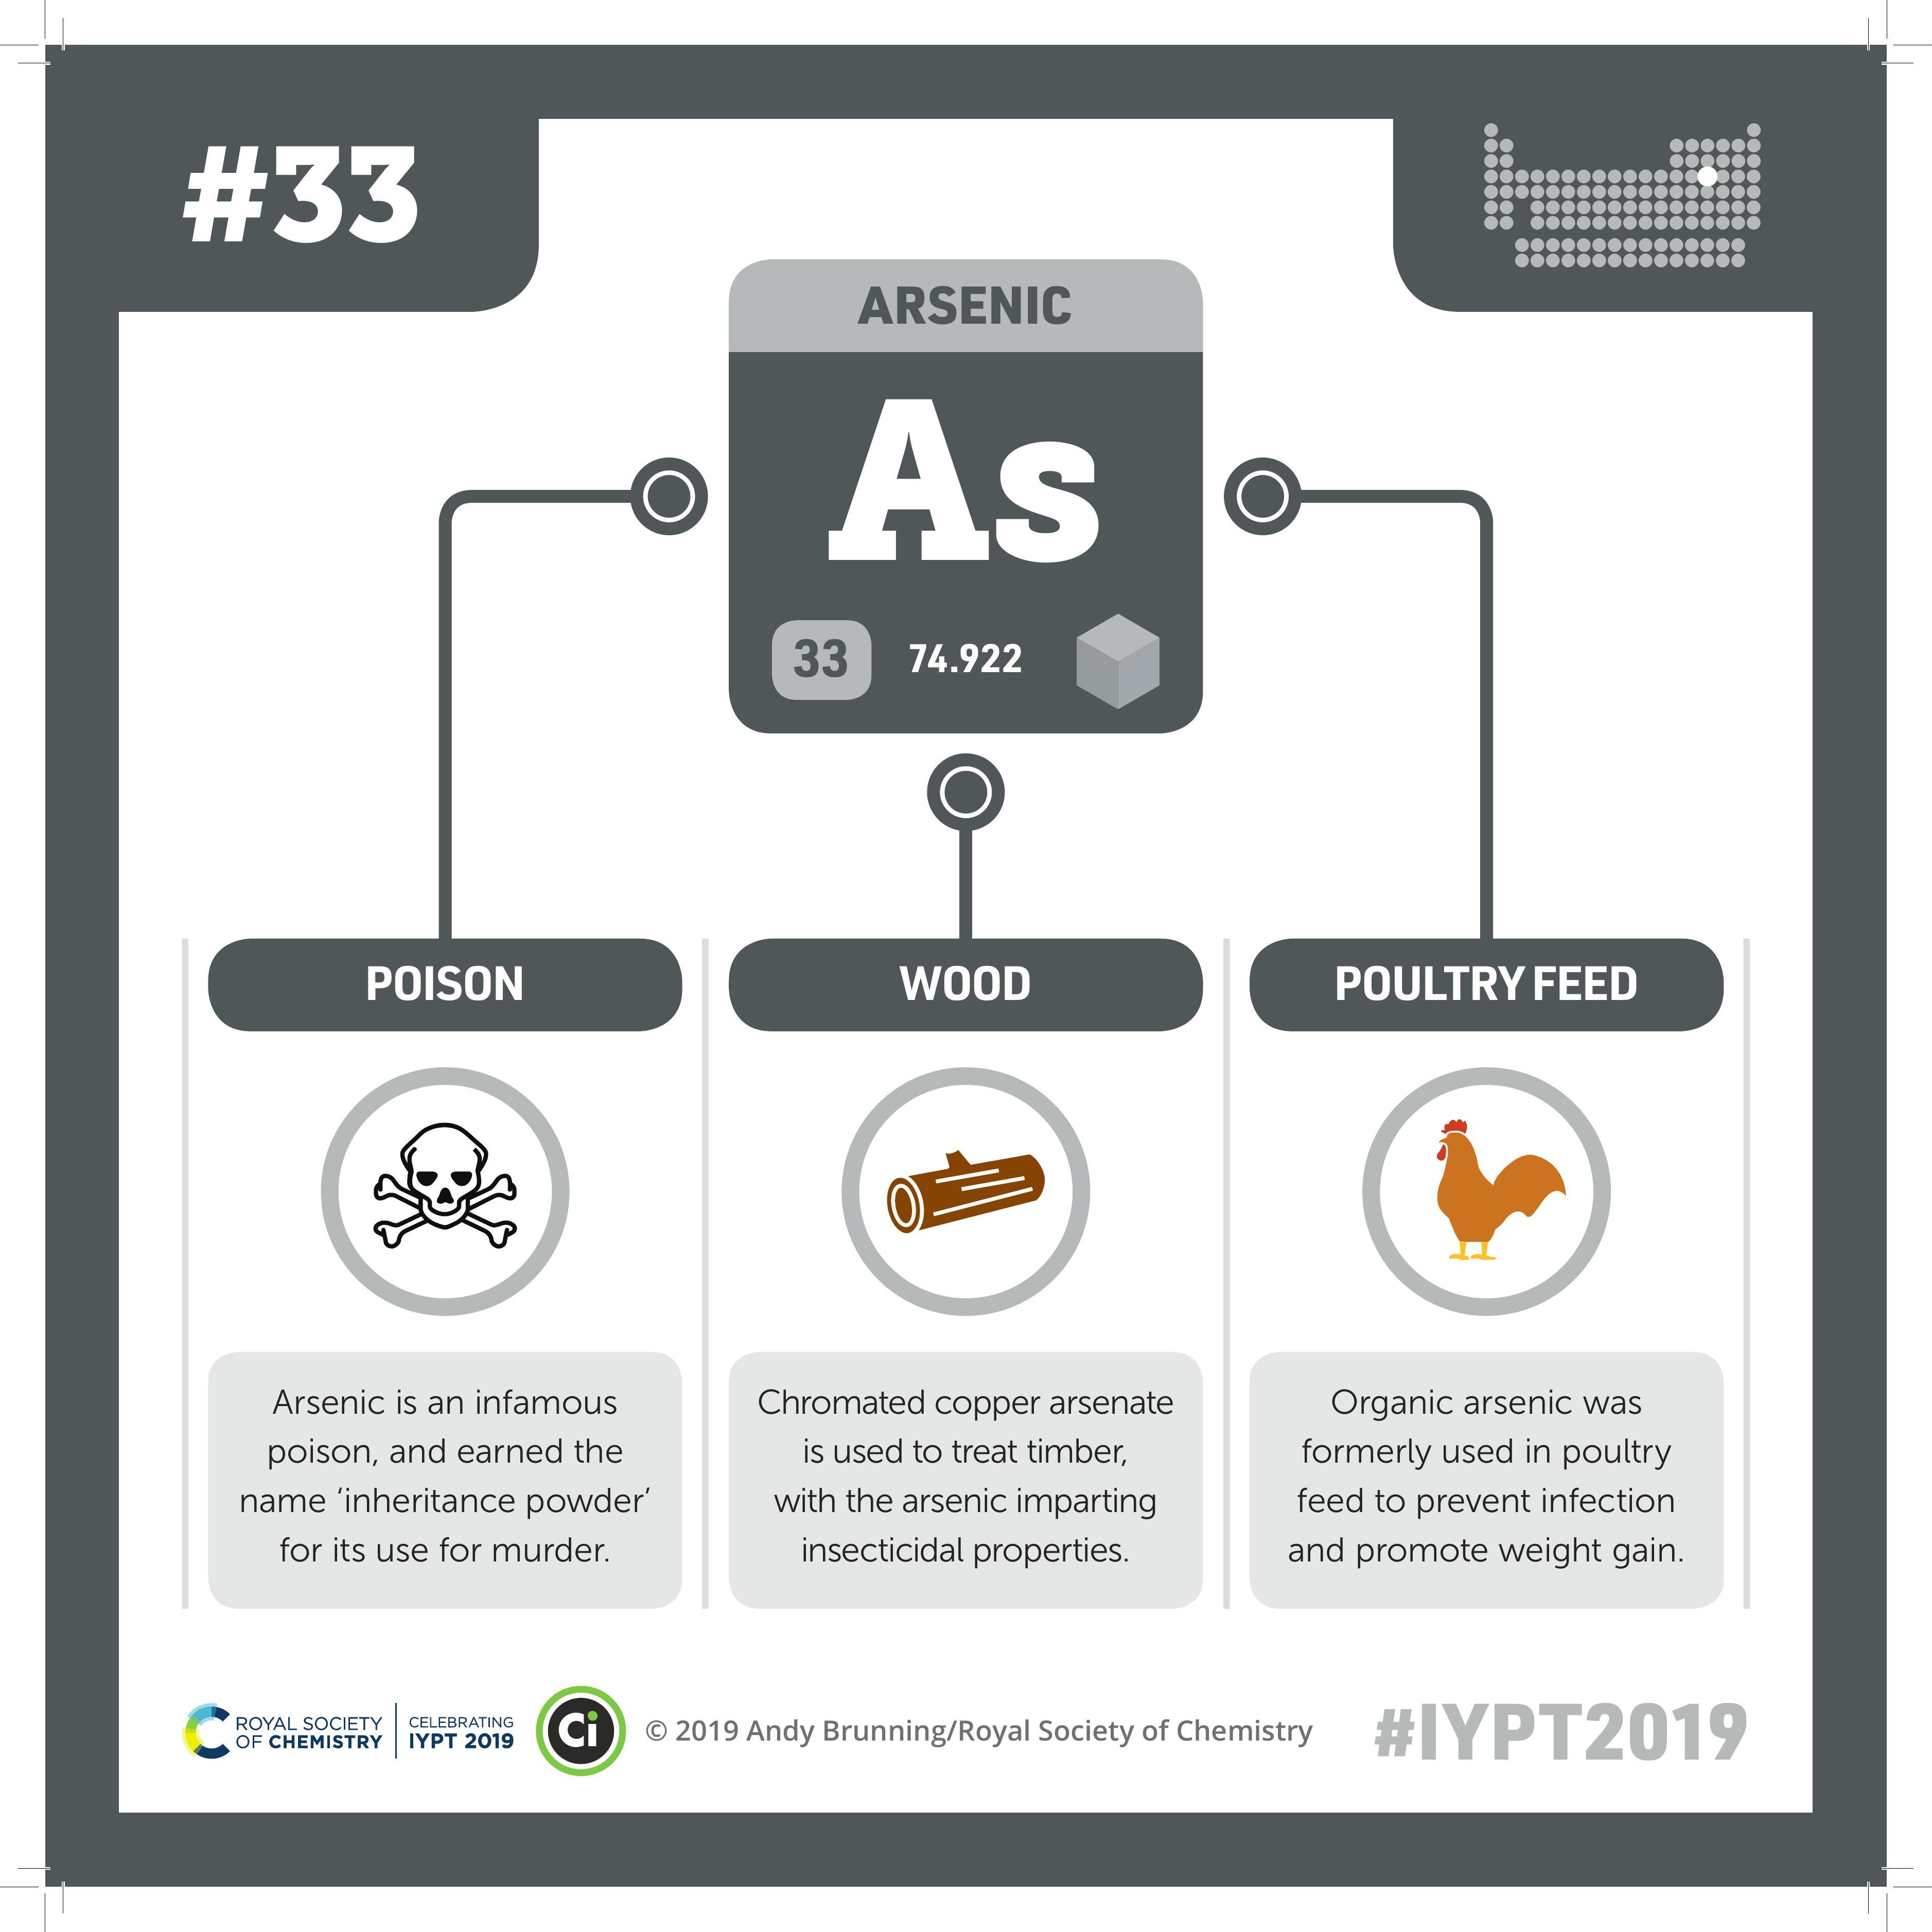 #33
ARSENIC
As
33
74.922
POISON
WOOD
POULTRY FEED
Arsenic is an infamous
poison, and earned the
name ‘inheritance powder’
for its use for murder.
Chromated copper arsenate
is used to treat timber,
with the arsenic imparting
insecticidal properties.
Organic arsenic was
formerly used in poultry
feed to prevent infection
and promote weight gain.
ROYAL SOCIETY
OF CHEMISTRY
CELEBRATING
IYPT 2019
Ci
© 2019 Andy Brunning/Royal Society of Chemistry
#IYPT2019